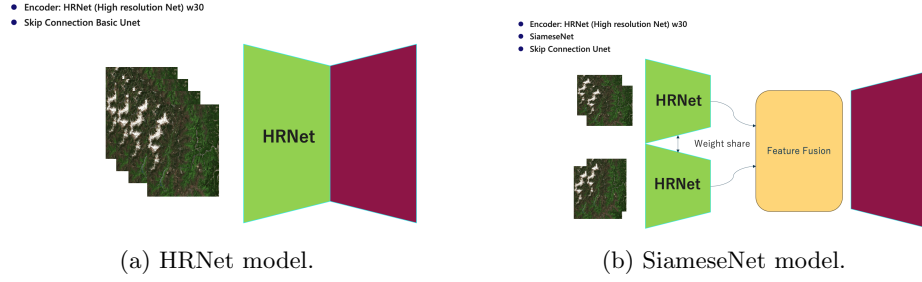 Encoder: HRNet (High resolution Net) w30
Skip Connection Basic Unet
HRNet
(a) HRNet model.
Encoder: HRNet (High resolution Net) w30
SiameseNet
Skip Connection Unet
HRNet
Weight share
HRNet
Feature Fusion
(b) SiameseNet model.